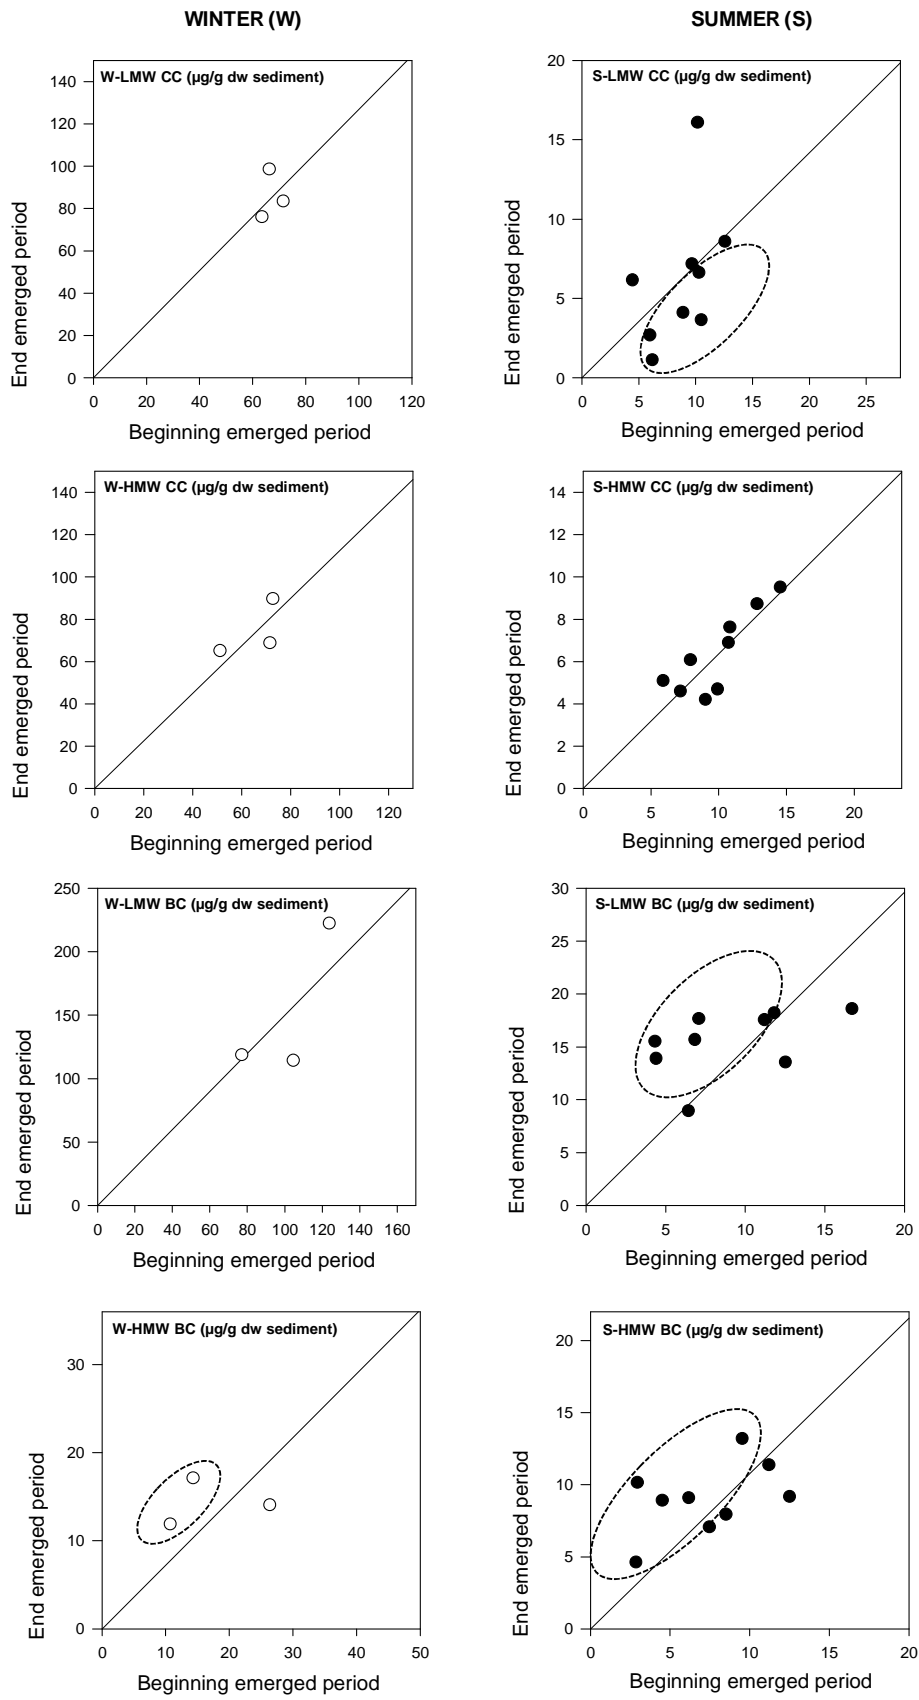 WINTER (W)
SUMMER (S)
W-LMW CC (µg/g dw sediment)
140
120
100
80
60
40
20
0
End emerged period
0 20 40 60 80 100 120
Beginning emerged period
S-LMW CC (µg/g dw sediment)
20
15
10
5
0
End emerged period
0 5 10 15 20 25
Beginning emerged period
W-HMW CC (µg/g dw sediment)
140
120
100
80
60
40
20
0
End emerged period
0 20 40 60 80 100 120
Beginning emerged period
S-HMW CC (µg/g dw sediment)
14
12
10
8
6
4
2
0
End emerged period
0 5 10 15 20
Beginning emerged period
W-LMW BC (µg/g dw sediment)
250
200
150
100
50
0
End emerged period
0 20 40 60 80 100 120 140 160
Beginning emerged period
S-LMW BC (µg/g dw sediment)
30
25
20
15
10
5
0
End emerged period
0 5 10 15 20
Beginning emerged period
W-HMW BC (µg/g dw sediment)
30
20
10
0
End emerged period
0 10 20 30 40 50
Beginning emerged period
S-HMW BC (µg/g dw sediment)
20
15
10
5
0
End emerged period
0 5 10 15 20
Beginning emerged period